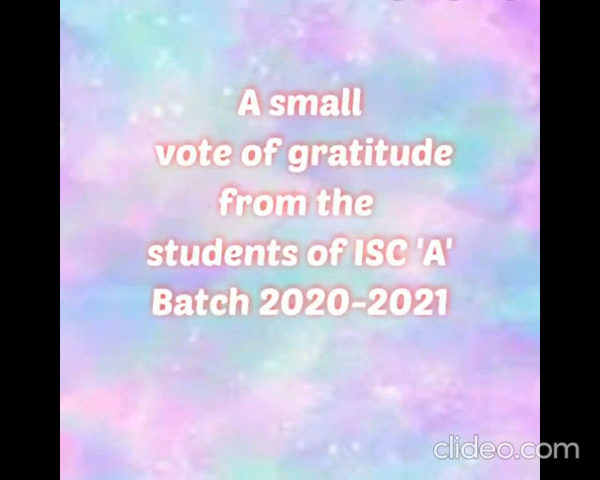 A small
vote of gratitude
from the
students of ISC 'A'
Batch 2020-2021
clideo.com